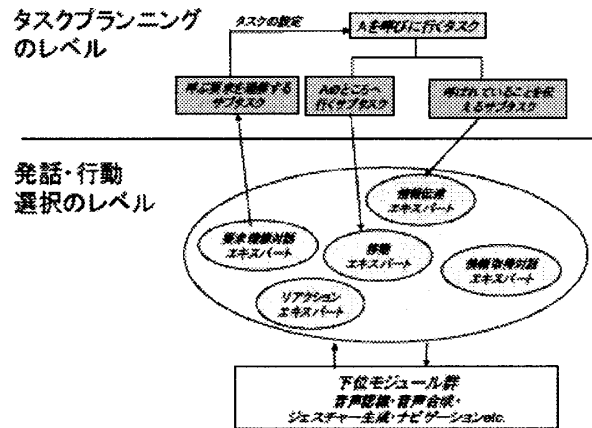 タスクプランニング
のレベル
タスクの設定
Aを呼びに行くタスク
呼ぶ要求を理解する
サブタスク
Aのところへ
行くサブタスク
呼ばれていることを伝
えるサブタスク
発話・行動
選択のレベル
情報伝達
エキスパート
要求理解対話
エキスパート
移動
エキスパート
情報取得対話
エキスパート
リアクション
エキスパート
下位モジュール群
音声認識・音声合成・
ジェスチャー生成・ナビゲーションetc.